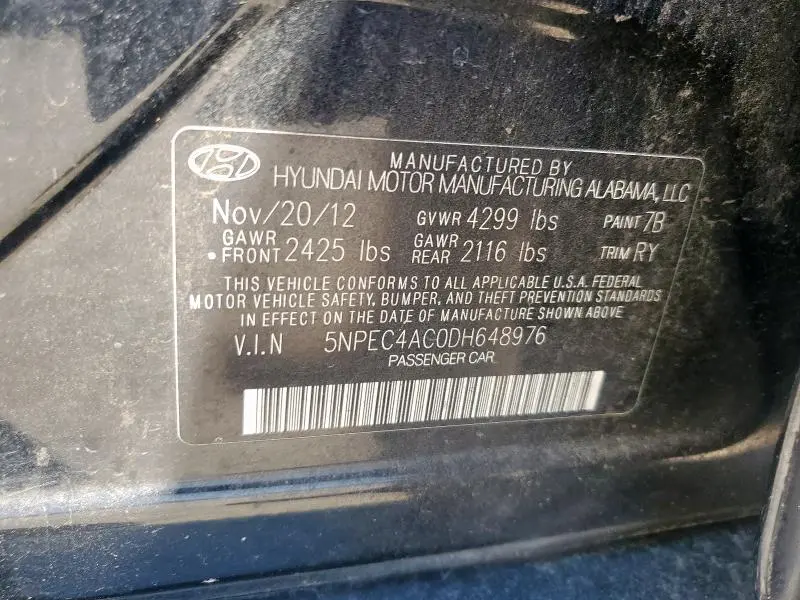 MANUFACTURED BY
HYUNDAI MOTOR MANUFACTURING ALABAMA, LLC
Nov/20/12 GVWR 4299 lbs PAINT 7B
GAWR FRONT 2425 lbs GAWR REAR 2116 lbs TRIM RY
THIS VEHICLE CONFORMS TO ALL APPLICABLE U.S.A. FEDERAL
MOTOR VEHICLE SAFETY, BUMPER, AND THEFT PREVENTION STANDARDS
IN EFFECT ON THE DATE OF MANUFACTURE SHOWN ABOVE
V.I.N 5NPEC4AC0DH648976
PASSENGER CAR